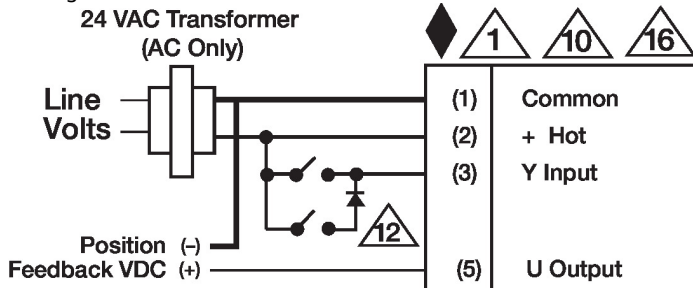 24 VAC Transformer
(AC Only)
1 10 16
Line
Volts
(1) Common
(2) + Hot
(3) Y Input
12
Position (-)
Feedback VDC (+)
(5) U Output